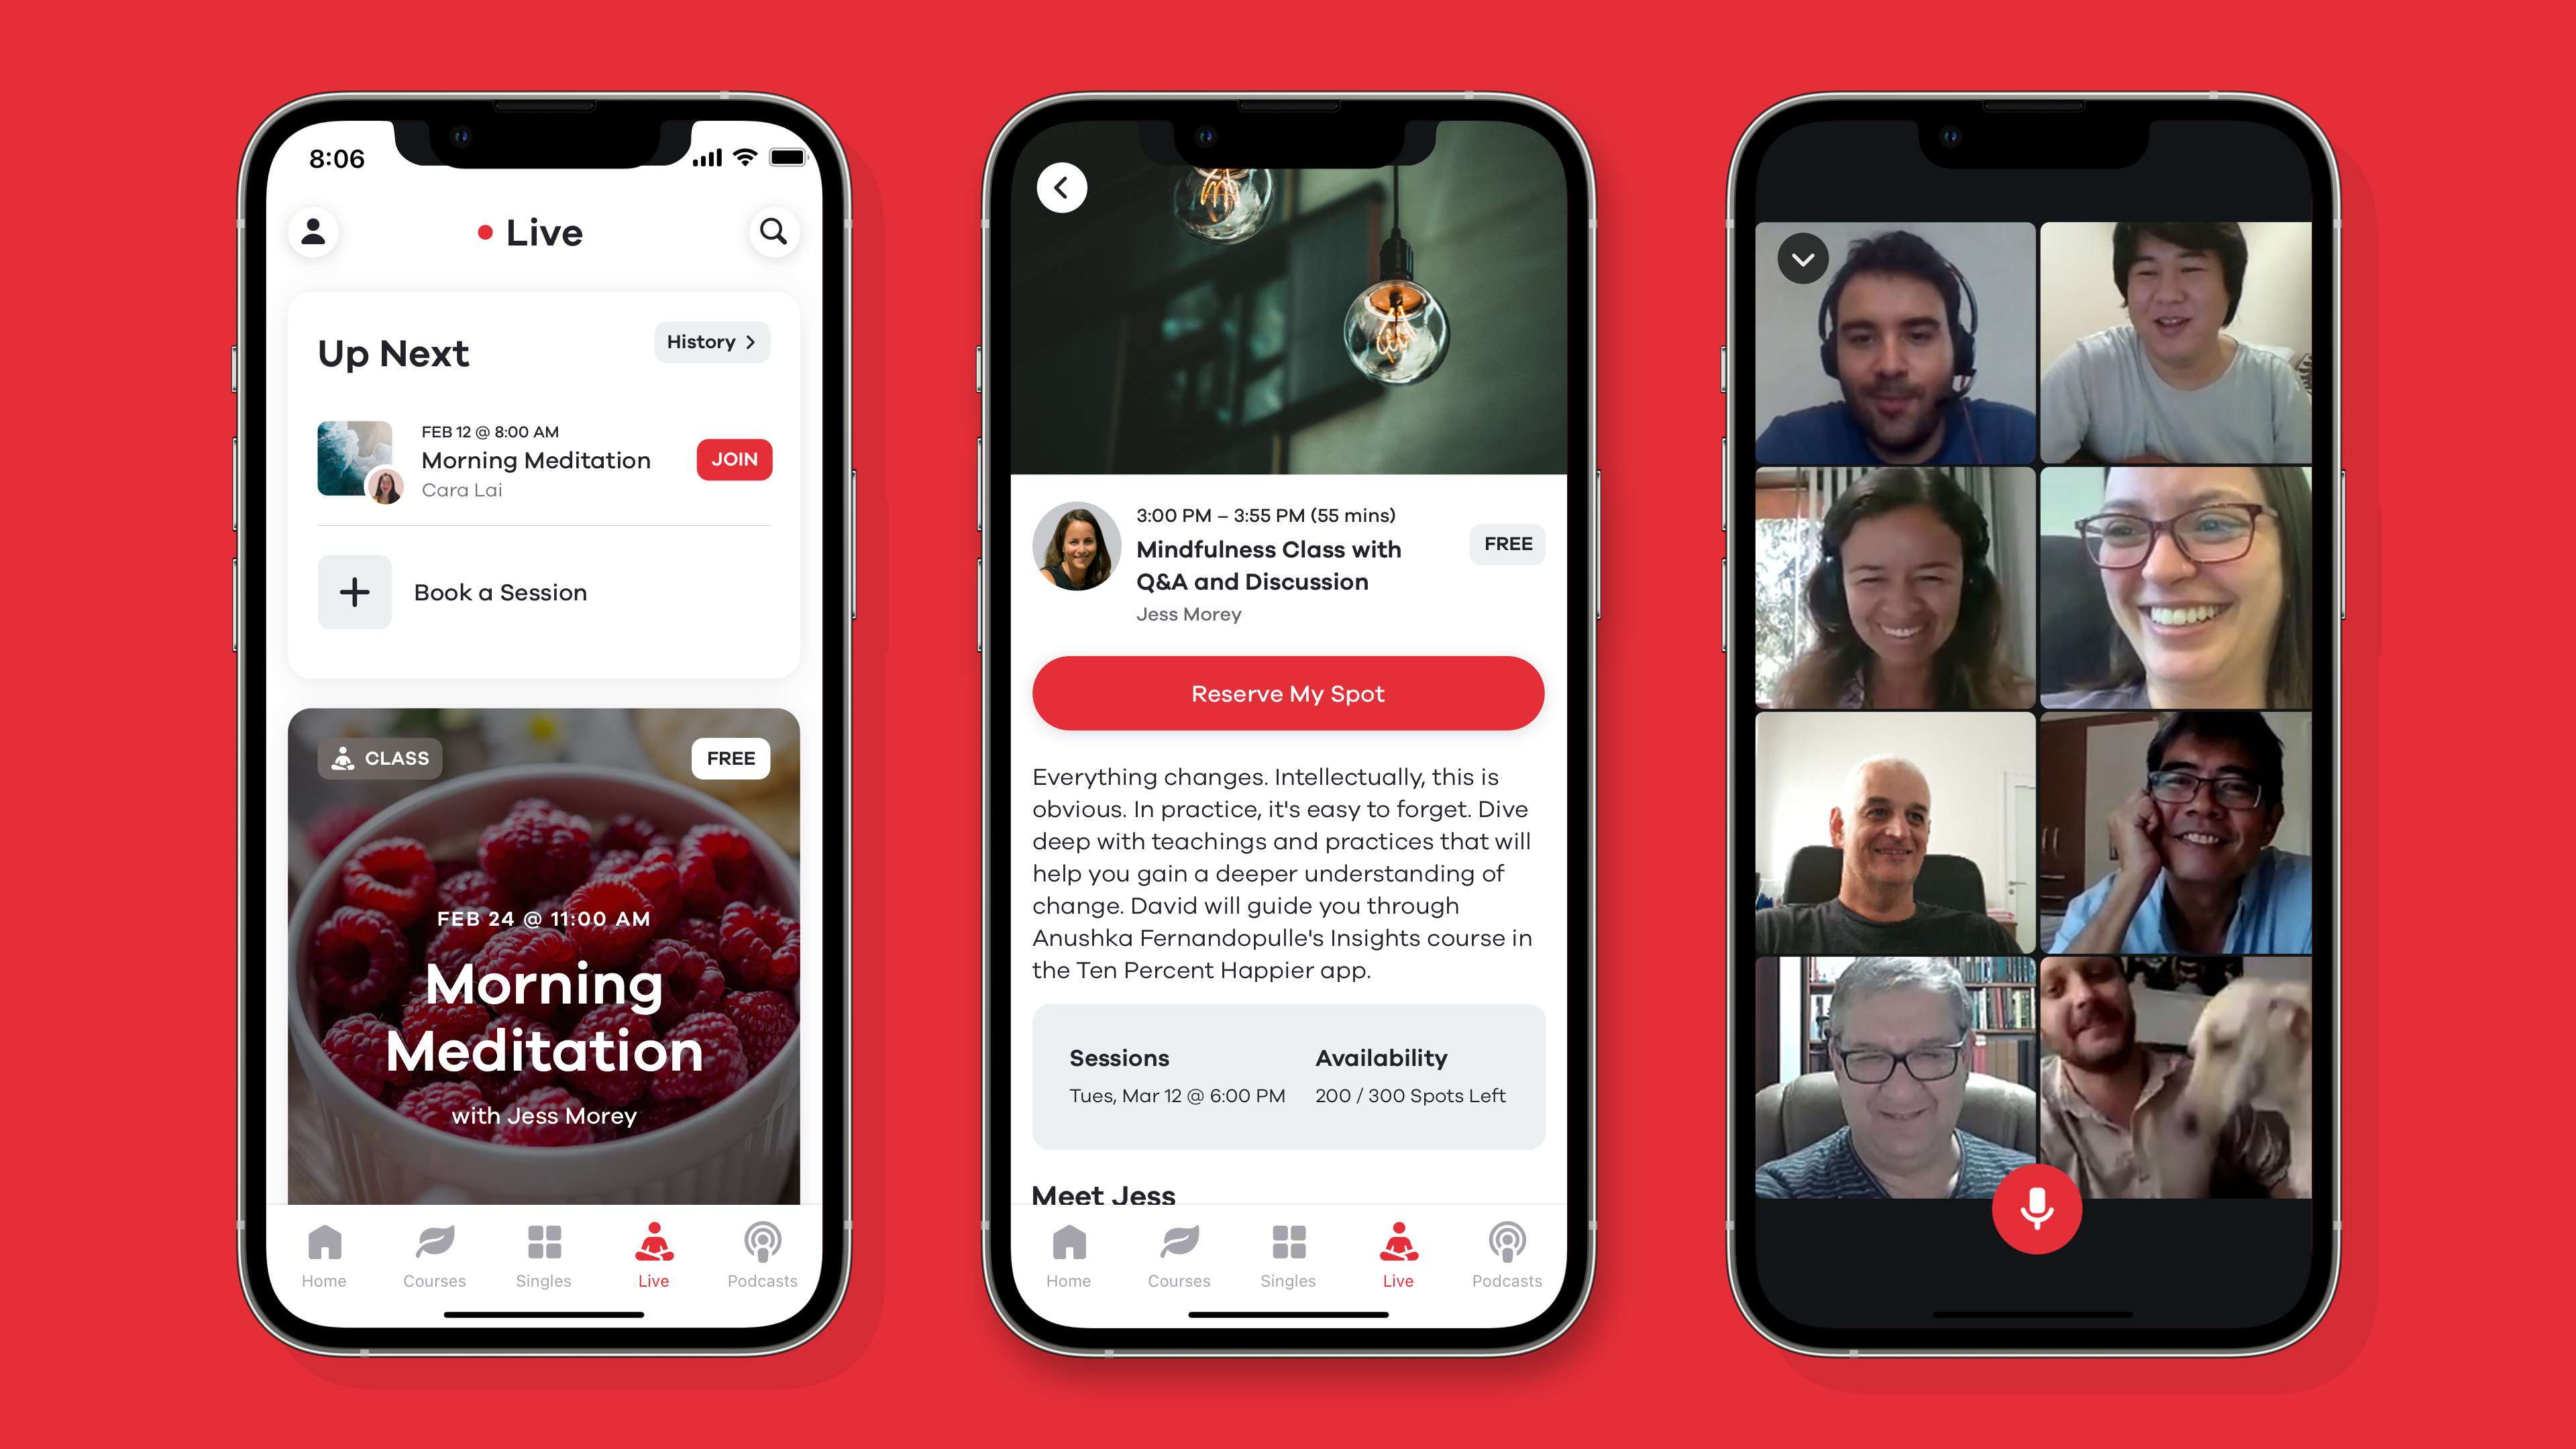 8:06
Live
Up Next
History
FEB 12 @ 8:00 AM
Morning Meditation
Cara Lai
JOIN
Book a Session
CLASS
FREE
FEB 24 @ 11:00 AM
Morning
Meditation
with Jess Morey
Home
Courses
Singles
Live
Podcasts
3:00 PM – 3:55 PM (55 mins)
Mindfulness Class with
Q&A and Discussion
Jess Morey
FREE
Reserve My Spot
Everything changes. Intellectually, this is
obvious. In practice, it's easy to forget. Dive
deep with teachings and practices that will
help you gain a deeper understanding of
change. David will guide you through
Anushka Fernandopulle's Insights course in
the Ten Percent Happier app.
Sessions
Tues, Mar 12 @ 6:00 PM
Availability
200 / 300 Spots Left
Meet Jess
Home
Courses
Singles
Live
Podcasts